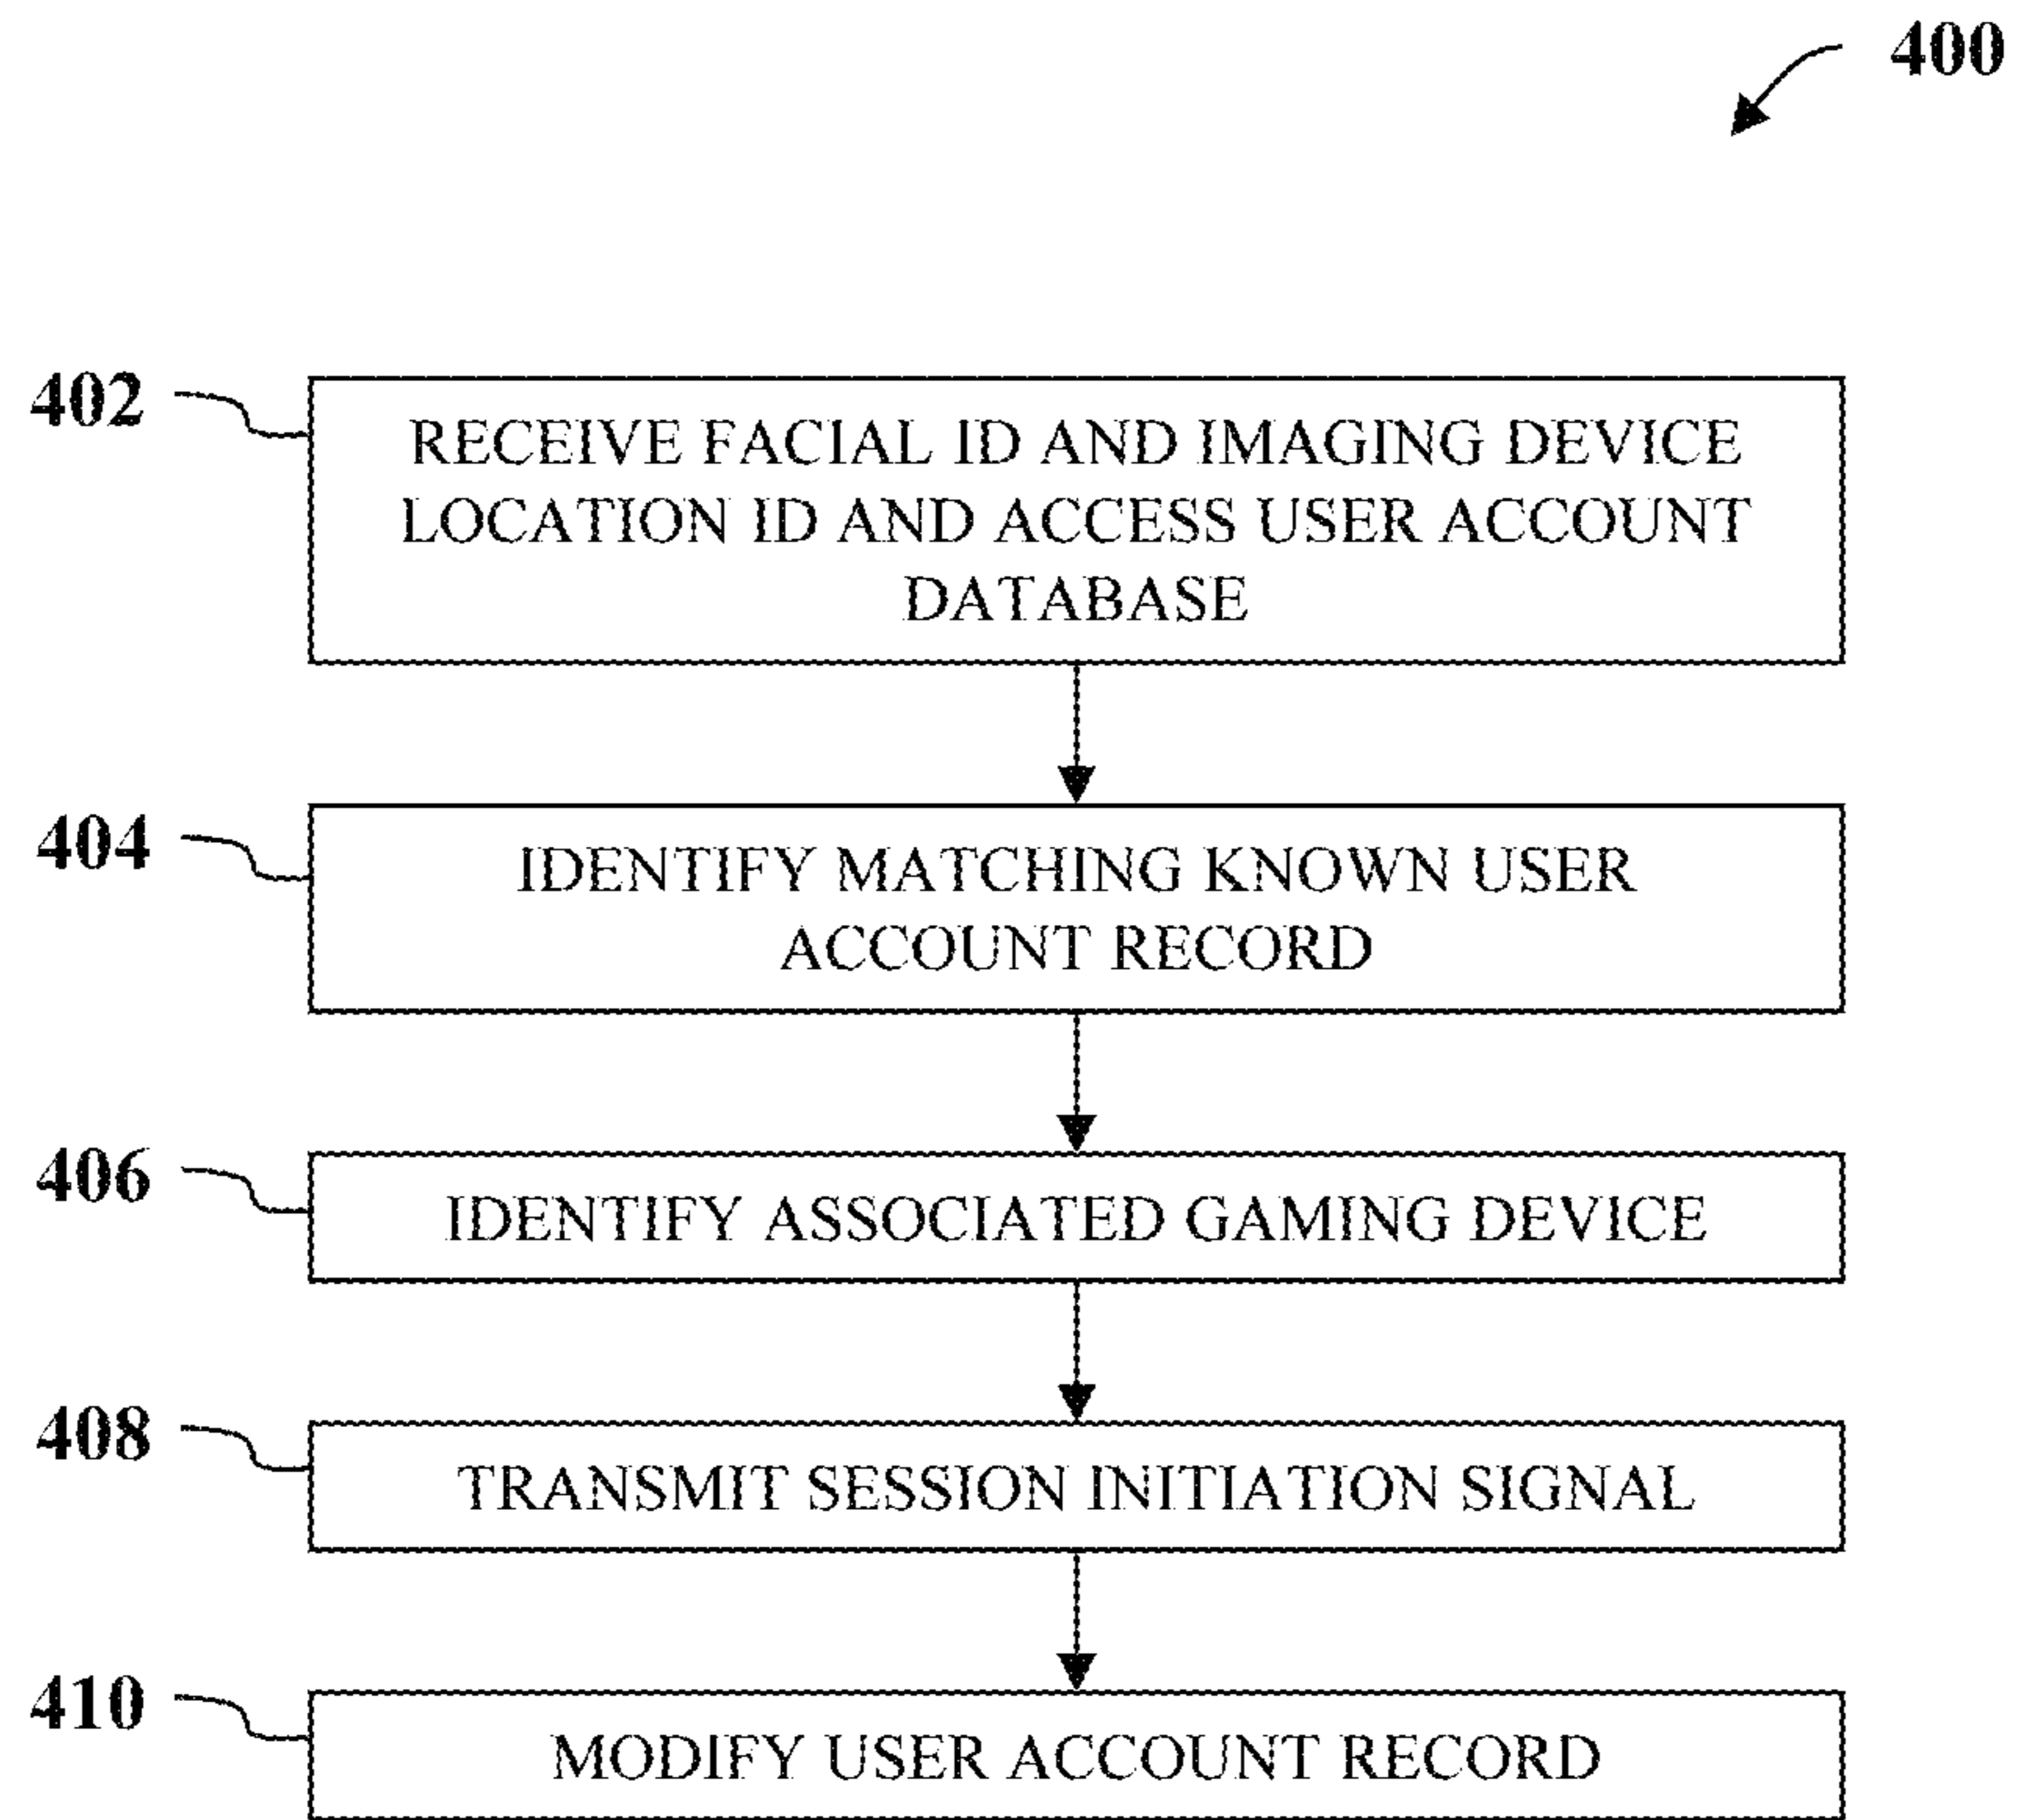 400
402
RECEIVE FACIAL ID AND IMAGING DEVICE
LOCATION ID AND ACCESS USER ACCOUNT
DATABASE
404
IDENTIFY MATCHING KNOWN USER
ACCOUNT RECORD
406
IDENTIFY ASSOCIATED GAMING DEVICE
408
TRANSMIT SESSION INITIATION SIGNAL
410
MODIFY USER ACCOUNT RECORD